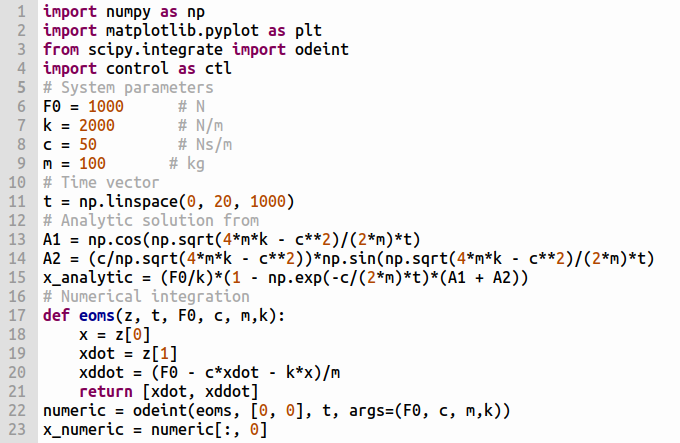 1 import numpy as np
2 import matplotlib.pyplot as plt
3 from scipy.integrate import odeint
4 import control as ctl
5 # System parameters
6 F0 = 1000      # N
7 k = 2000       # N/m
8 c = 50         # Ns/m
9 m = 100       # kg
10 # Time vector
11 t = np.linspace(0, 20, 1000)
12 # Analytic solution from
13 A1 = np.cos(np.sqrt(4*m*k - c**2)/(2*m)*t)
14 A2 = (c/np.sqrt(4*m*k - c**2))*np.sin(np.sqrt(4*m*k - c**2)/(2*m)*t)
15 x_analytic = (F0/k)*(1 - np.exp(-c/(2*m)*t)*(A1 + A2))
16 # Numerical integration
17 def eoms(z, t, F0, c, m,k):
18     x = z[0]
19     xdot = z[1]
20     xddot = (F0 - c*xdot - k*x)/m
21     return [xdot, xddot]
22 numeric = odeint(eoms, [0, 0], t, args=(F0, c, m,k))
23 x_numeric = numeric[:, 0]